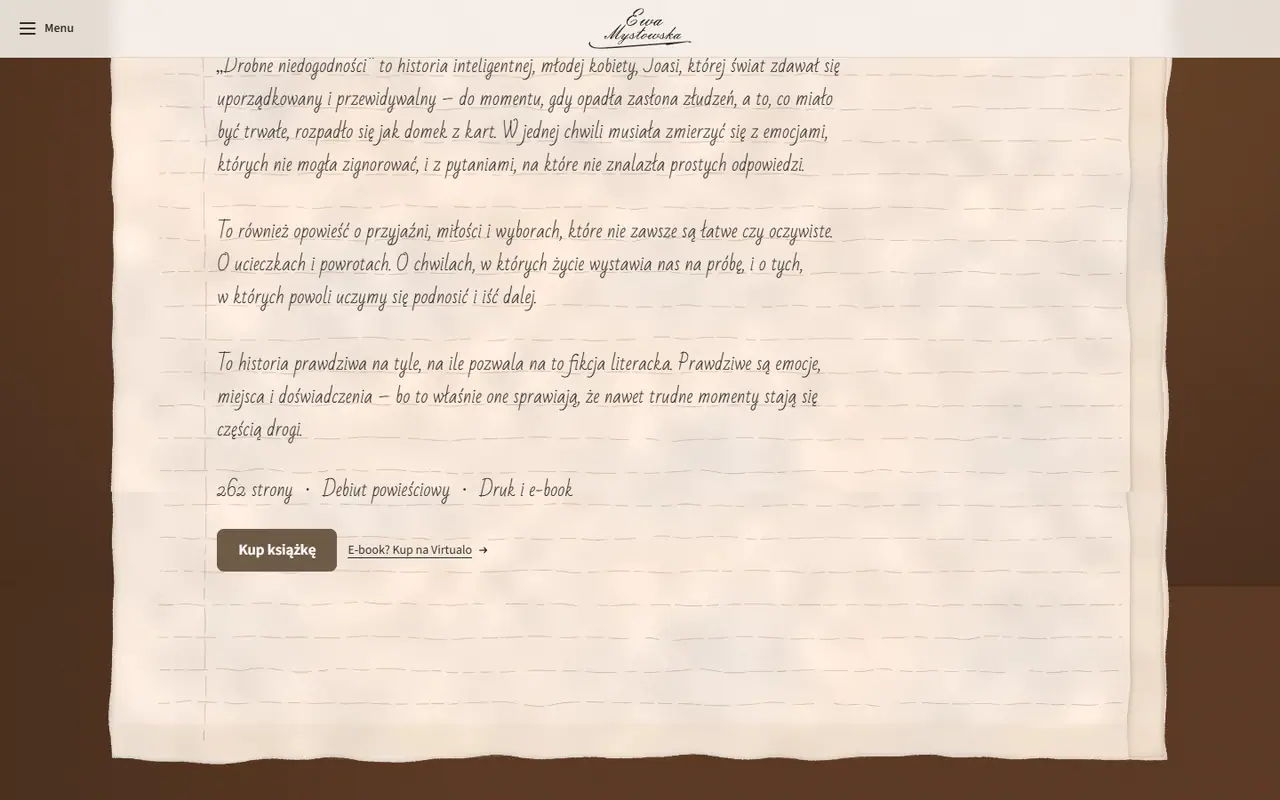 Menu
Ewa
Mysłowska
„Drobne niedogodności” to historia inteligentnej, młodej kobiety, Joasi, której świat zdawał się
uporządkowany i przewidywalny – do momentu, gdy opadła zasłona złudzeń, a to, co miało
być trwałe, rozpadło się jak domek z kart. W jednej chwili musiała zmierzyć się z emocjami,
których nie mogła zignorować, i z pytaniami, na które nie znalazła prostych odpowiedzi.
To również opowieść o przyjaźni, miłości i wyborach, które nie zawsze są łatwe czy oczywiste.
O ucieczkach i powrotach. O chwilach, w których życie wystawia nas na próbę, i o tych,
w których powoli uczymy się podnosić i iść dalej.
To historia prawdziwa na tyle, na ile pozwala na to fikcja literacka. Prawdziwe są emocje,
miejsca i doświadczenia – bo to właśnie one sprawiają, że nawet trudne momenty stają się
częścią drogi.
262 strony · Debiut powieściowy · Druk i e-book
Kup książkę
E-book? Kup na Virtualo →